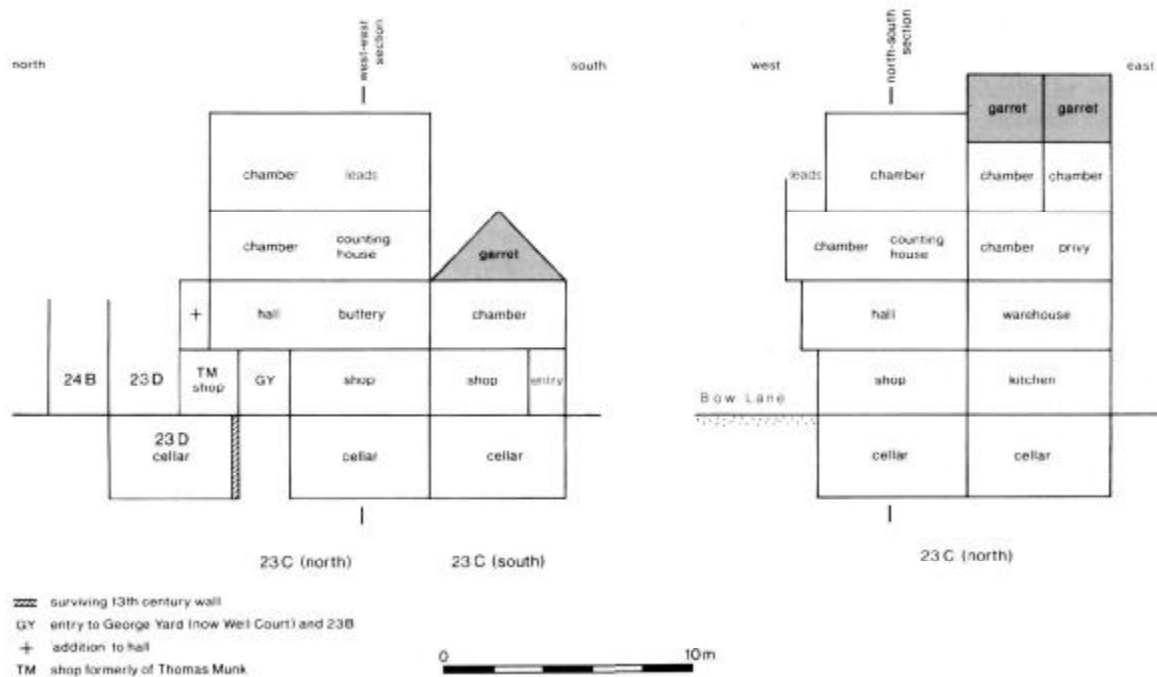 north
west-east
section
south
west
north-south
section
east
garret garret
chamber leads
leads chamber chamber chamber
chamber counting
house
garret
chamber counting
house chamber privy
+ hall buttery chamber
hall warehouse
24B 23D TM
shop GY shop shop entry
Bow Lane shop kitchen
23D
cellar cellar cellar
cellar cellar
23C (north) 23C (south)
23C (north)
surviving 13th century wall
GY entry to George Yard (now Well Court) and 23B
+ addition to hall
TM shop formerly of Thomas Munk
0 10m